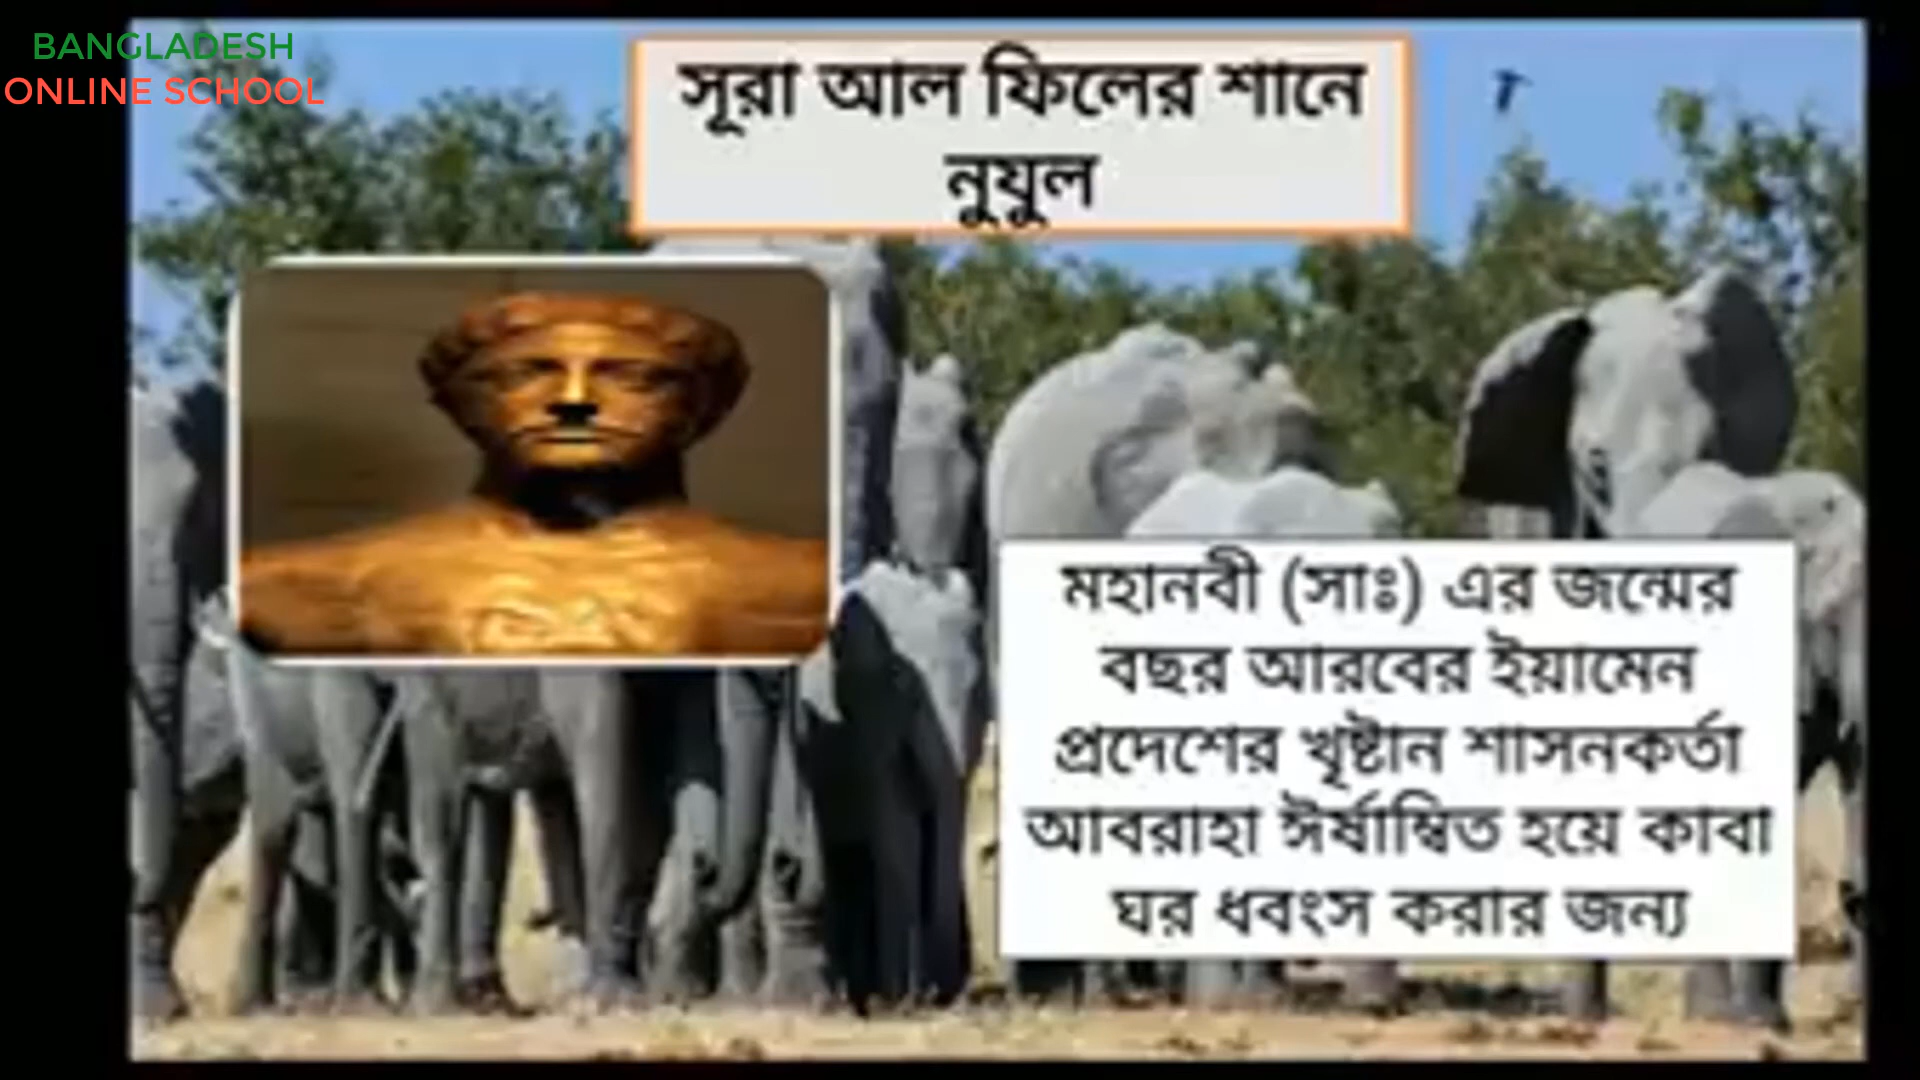 BANGLADESH
ONLINE SCHOOL
সূরা আল ফিলের শানে
নুযুল
মহানবী (সাঃ) এর জন্মের
বছর আরবের ইয়ামেন
প্রদেশের খৃষ্টান শাসনকর্তা
আবরাহা ঈর্ষাম্বিত হয়ে কাবা
ঘর ধবংস করার জন্য